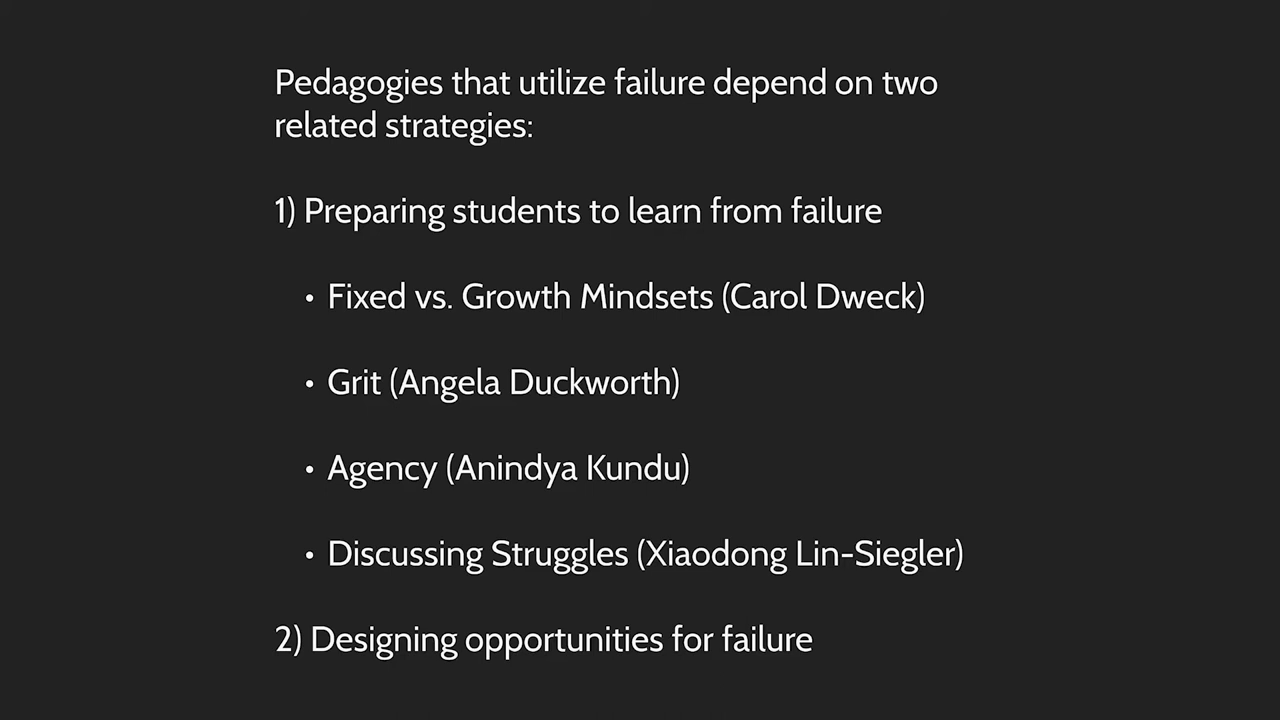 Pedagogies that utilize failure depend on two
related strategies:
1) Preparing students to learn from failure
• Fixed vs. Growth Mindsets (Carol Dweck)
• Grit (Angela Duckworth)
• Agency (Anindya Kundu)
• Discussing Struggles (Xiaodong Lin-Siegler)
2) Designing opportunities for failure